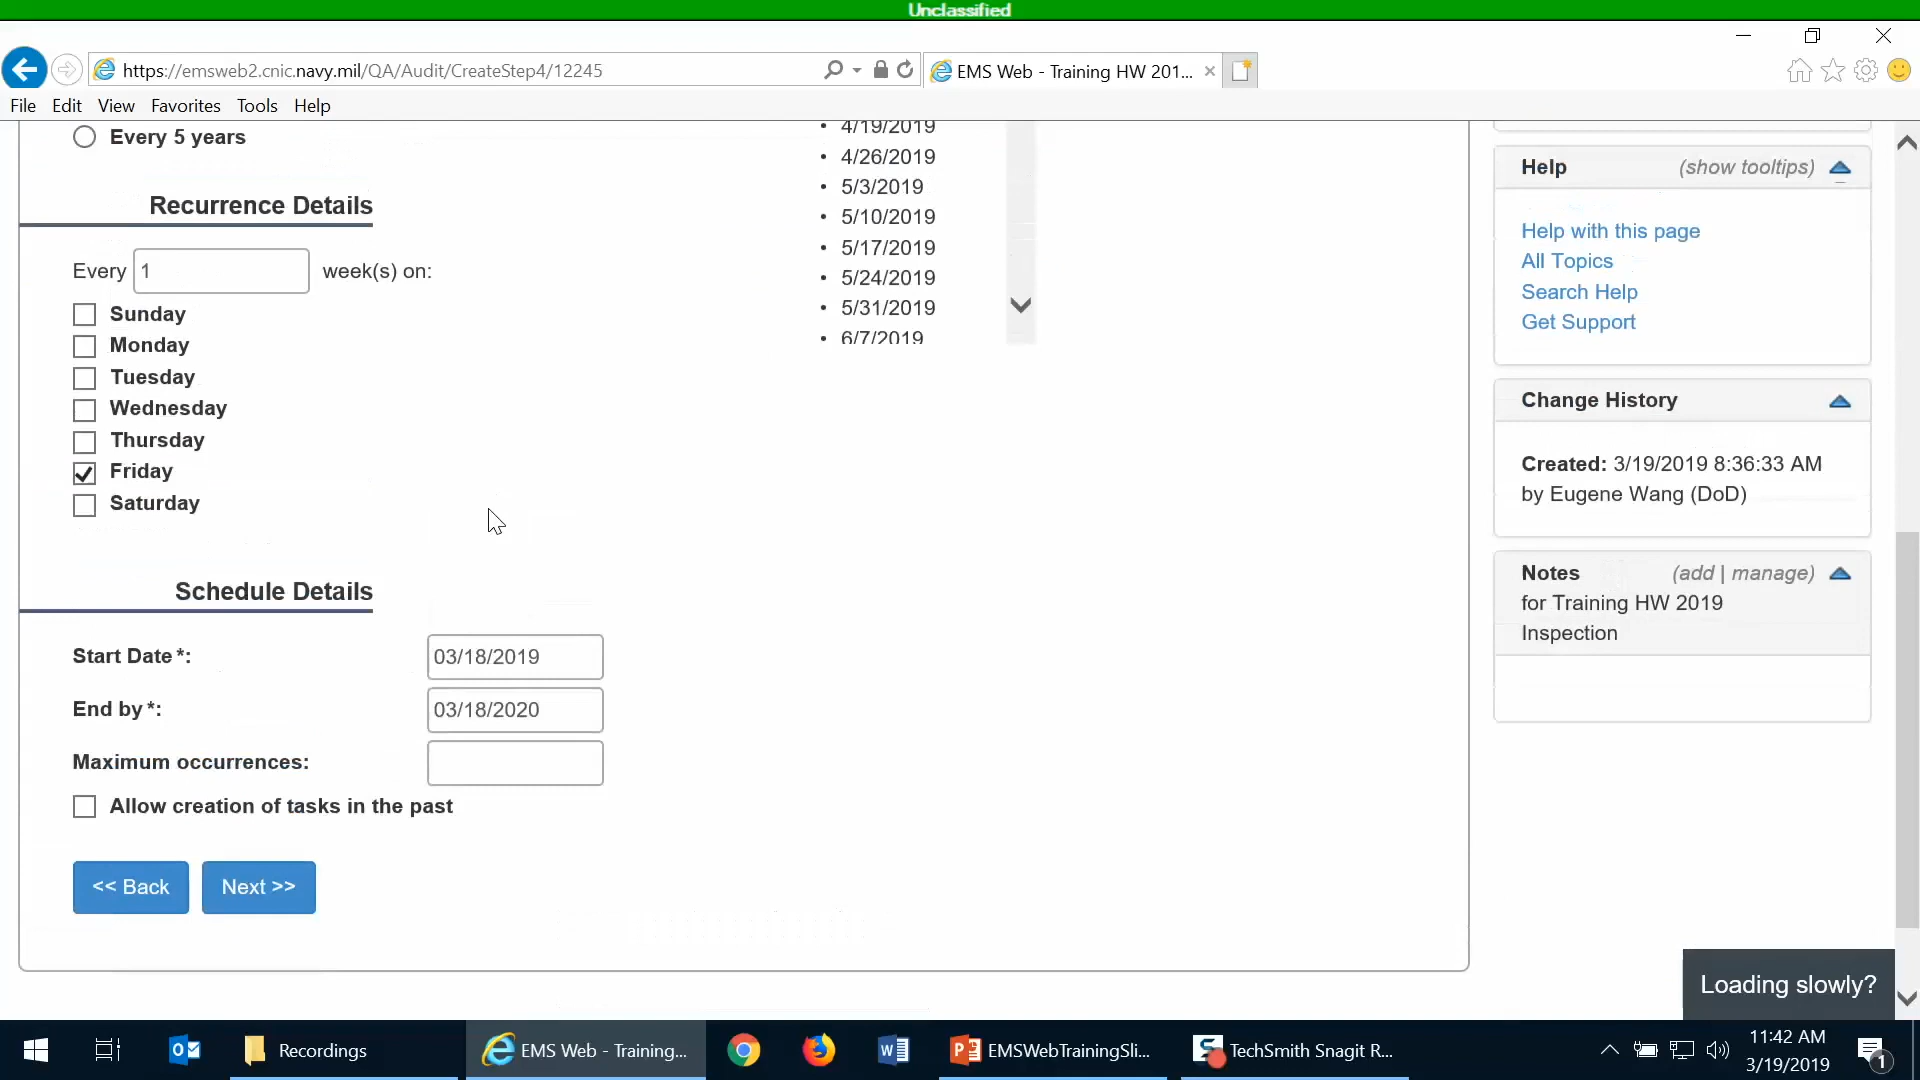 Unclassified
https://emsweb2.cnic.navy.mil/QA/Audit/CreateStep4/12245
EMS Web - Training HW 201...
File Edit View Favorites Tools Help
Every 5 years
Recurrence Details
Every 1 week(s) on:
Sunday
Monday
Tuesday
Wednesday
Thursday
Friday
Saturday
Schedule Details
Start Date*: 03/18/2019
End by*: 03/18/2020
Maximum occurrences:
Allow creation of tasks in the past
<< Back Next >>
• 4/19/2019
• 4/26/2019
• 5/3/2019
• 5/10/2019
• 5/17/2019
• 5/24/2019
• 5/31/2019
• 6/7/2019
Help (show tooltips)
Help with this page
All Topics
Search Help
Get Support
Change History
Created: 3/19/2019 8:36:33 AM
by Eugene Wang (DoD)
Notes (add | manage)
for Training HW 2019
Inspection
Loading slowly?
Recordings
EMS Web - Training...
EMSWebTrainingSli...
TechSmith Snagit R...
11:42 AM
3/19/2019
1